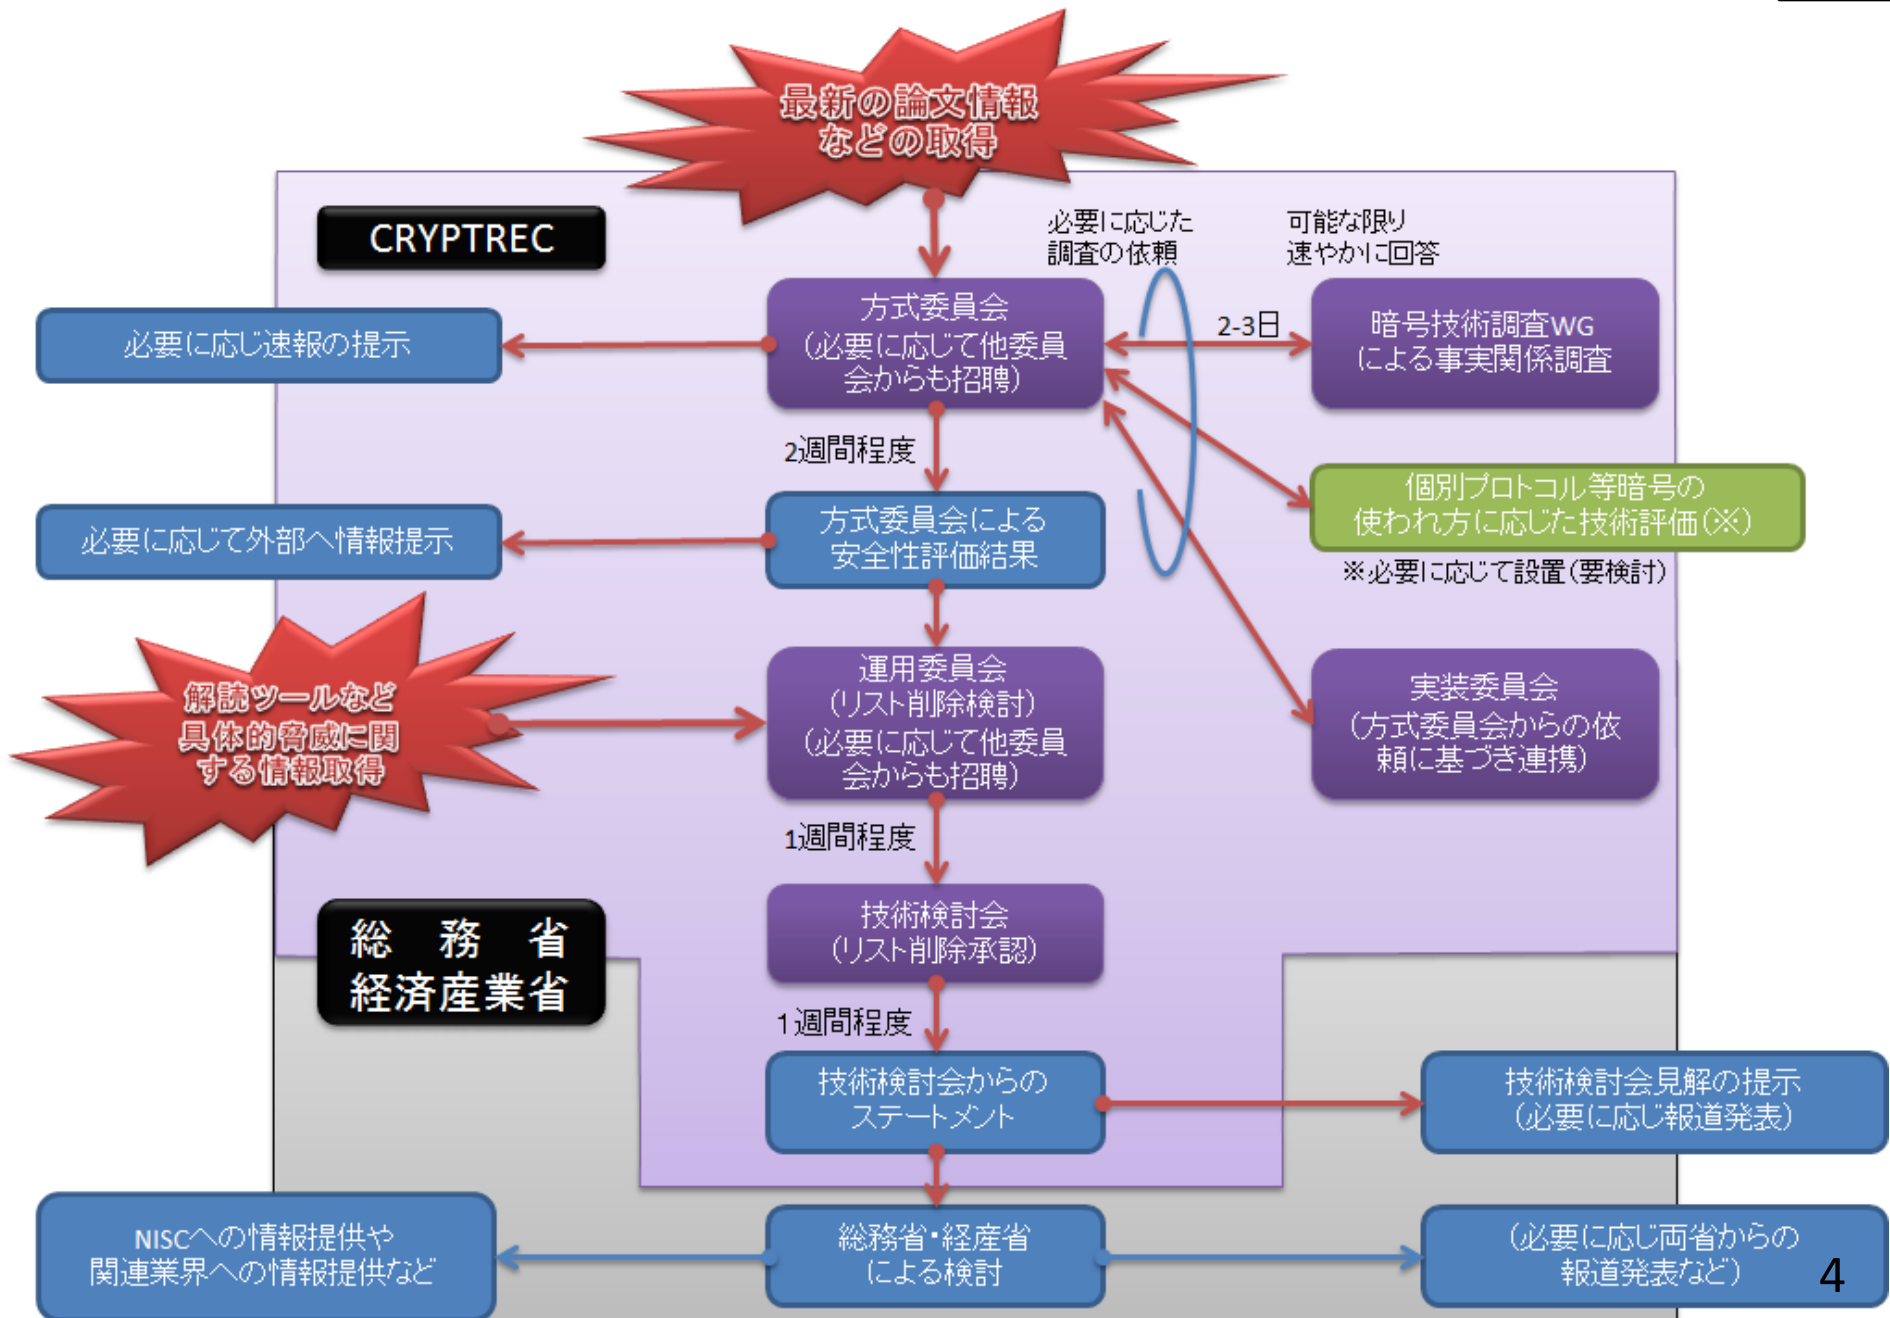 最新の論文情報
などの取得
CRYPTREC
必要に応じた
調査の依頼
可能な限り
速やかに回答
方式委員会
(必要に応じて他委員
会からも招聘)
2-3日
暗号技術調査WG
による事実関係調査
必要に応じ速報の提示
2週間程度
個別プロトコル等暗号の
使われ方に応じた技術評価(※)
※必要に応じて設置(要検討)
方式委員会による
安全性評価結果
必要に応じて外部へ情報提示
解読ツールなど
具体的脅威に関
する情報取得
運用委員会
(リスト削除検討)
(必要に応じて他委員
会からも招聘)
実装委員会
(方式委員会からの依
頼に基づき連携)
1週間程度
総務省
経済産業省
技術検討会
(リスト削除承認)
1週間程度
技術検討会からの
ステートメント
技術検討会見解の提示
(必要に応じ報道発表)
NISCへの情報提供や
関連業界への情報提供など
総務省・経産省
による検討
(必要に応じ両省からの
報道発表など)
4